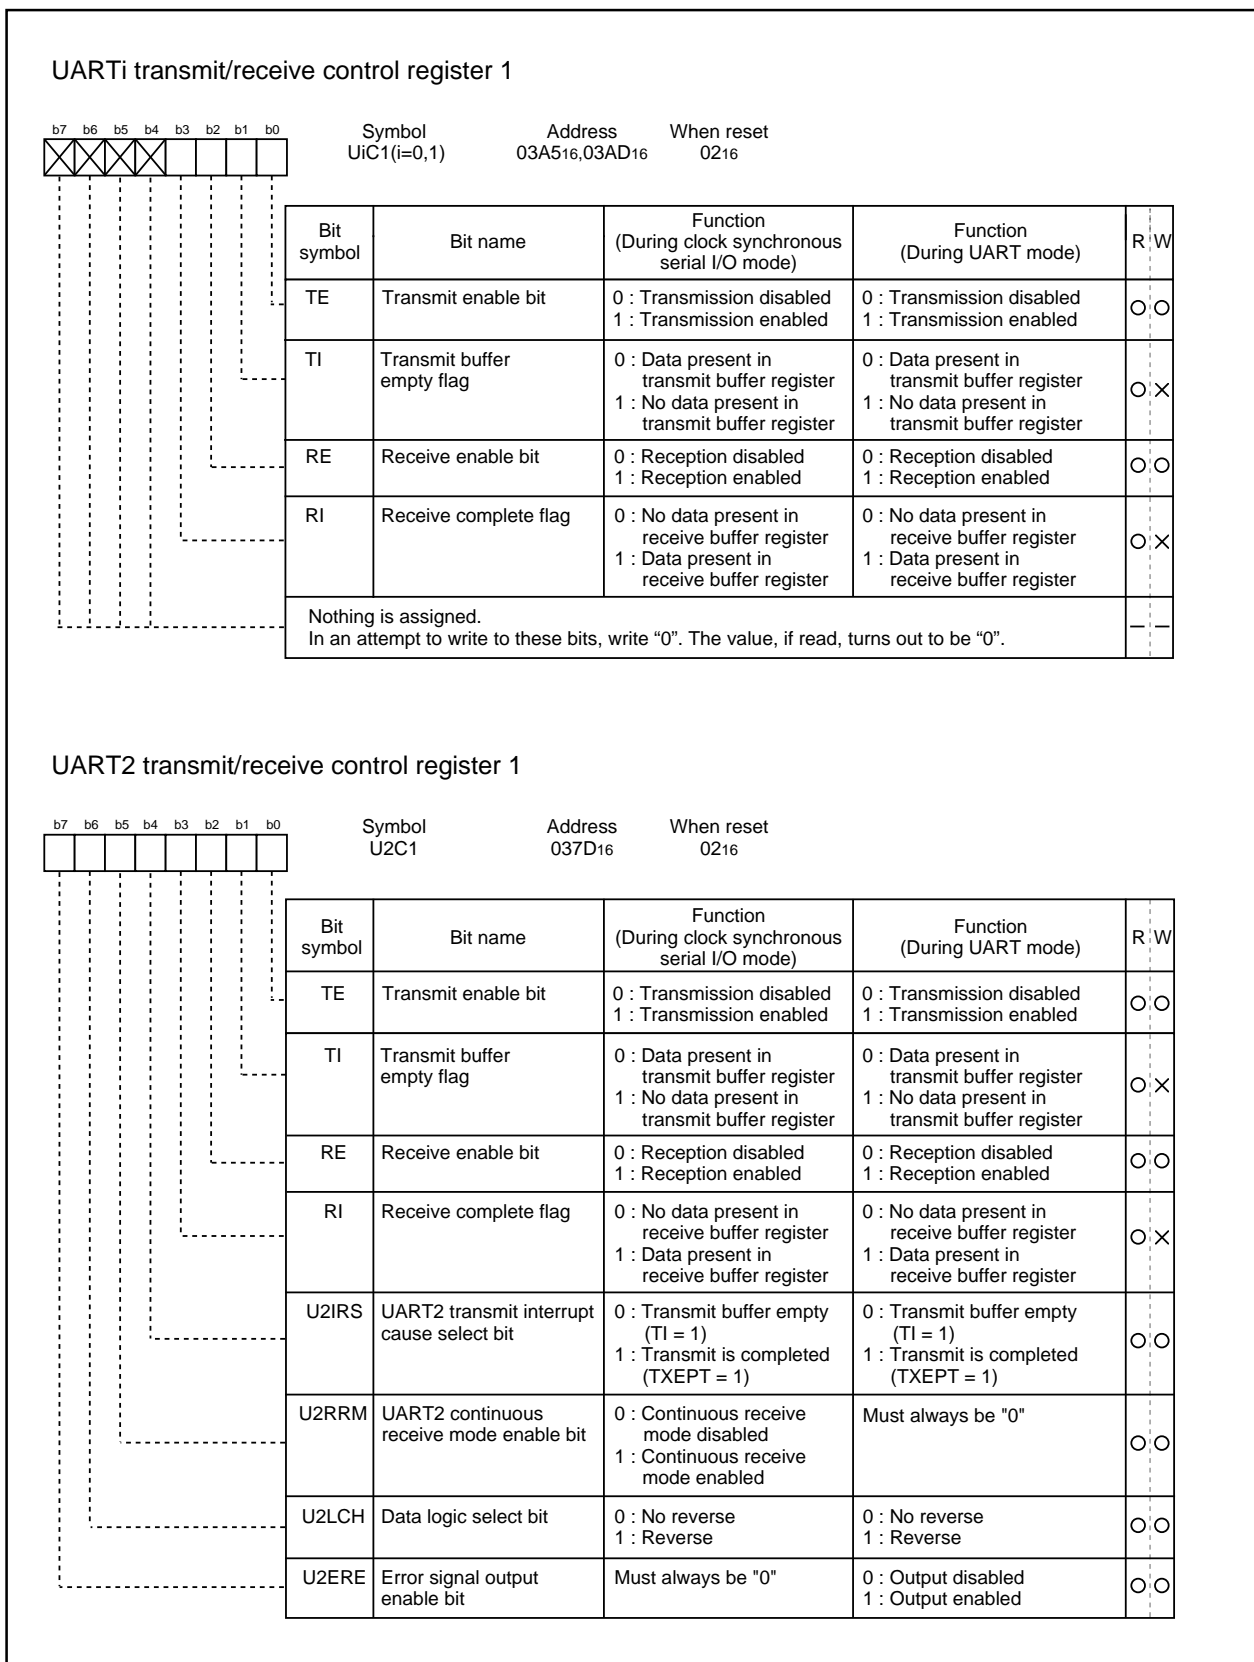 UARTi transmit/receive control register 1
b7 b6 b5 b4 b3 b2 b1 b0
Symbol Address When reset
UiC1(i=0,1) 03A516,03AD16 0216
Bit symbol Bit name Function (During clock synchronous serial I/O mode) Function (During UART mode) R W
TE Transmit enable bit 0 : Transmission disabled 0 : Transmission disabled
1 : Transmission enabled 1 : Transmission enabled
TI Transmit buffer 0 : Data present in 0 : Data present in
empty flag transmit buffer register transmit buffer register
1 : No data present in 1 : No data present in
transmit buffer register transmit buffer register
RE Receive enable bit 0 : Reception disabled 0 : Reception disabled
1 : Reception enabled 1 : Reception enabled
RI Receive complete flag 0 : No data present in 0 : No data present in
receive buffer register receive buffer register
1 : Data present in 1 : Data present in
receive buffer register receive buffer register
Nothing is assigned.
In an attempt to write to these bits, write “0”. The value, if read, turns out to be “0”.
UART2 transmit/receive control register 1
b7 b6 b5 b4 b3 b2 b1 b0
Symbol Address When reset
U2C1 037D16 0216
Bit symbol Bit name Function (During clock synchronous serial I/O mode) Function (During UART mode) R W
TE Transmit enable bit 0 : Transmission disabled 0 : Transmission disabled
1 : Transmission enabled 1 : Transmission enabled
TI Transmit buffer 0 : Data present in 0 : Data present in
empty flag transmit buffer register transmit buffer register
1 : No data present in 1 : No data present in
transmit buffer register transmit buffer register
RE Receive enable bit 0 : Reception disabled 0 : Reception disabled
1 : Reception enabled 1 : Reception enabled
RI Receive complete flag 0 : No data present in 0 : No data present in
receive buffer register receive buffer register
1 : Data present in 1 : Data present in
receive buffer register receive buffer register
U2IRS UART2 transmit interrupt 0 : Transmit buffer empty 0 : Transmit buffer empty
cause select bit (TI = 1) (TI = 1)
1 : Transmit is completed 1 : Transmit is completed
(TXEPT = 1) (TXEPT = 1)
U2RRM UART2 continuous 0 : Continuous receive Must always be "0"
receive mode enable bit mode disabled
1 : Continuous receive
mode enabled
U2LCH Data logic select bit 0 : No reverse 0 : No reverse
1 : Reverse 1 : Reverse
U2ERE Error signal output Must always be "0" 0 : Output disabled
enable bit 1 : Output enabled